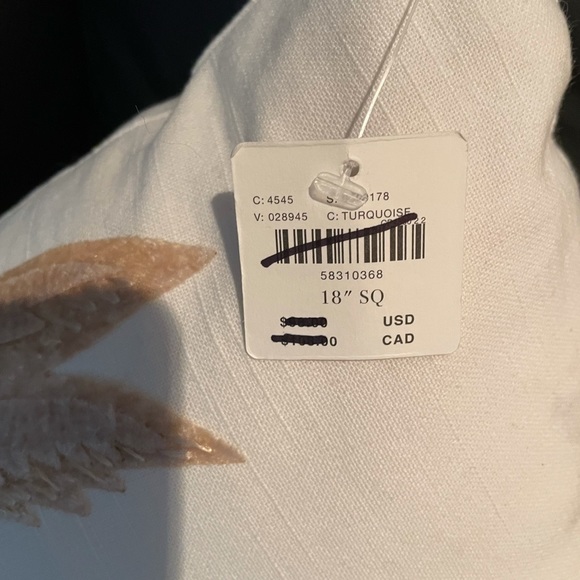 C: 4545 S: 178
V: 028945 C: TURQUOISE
58310368
18″ SQ
USD
CAD